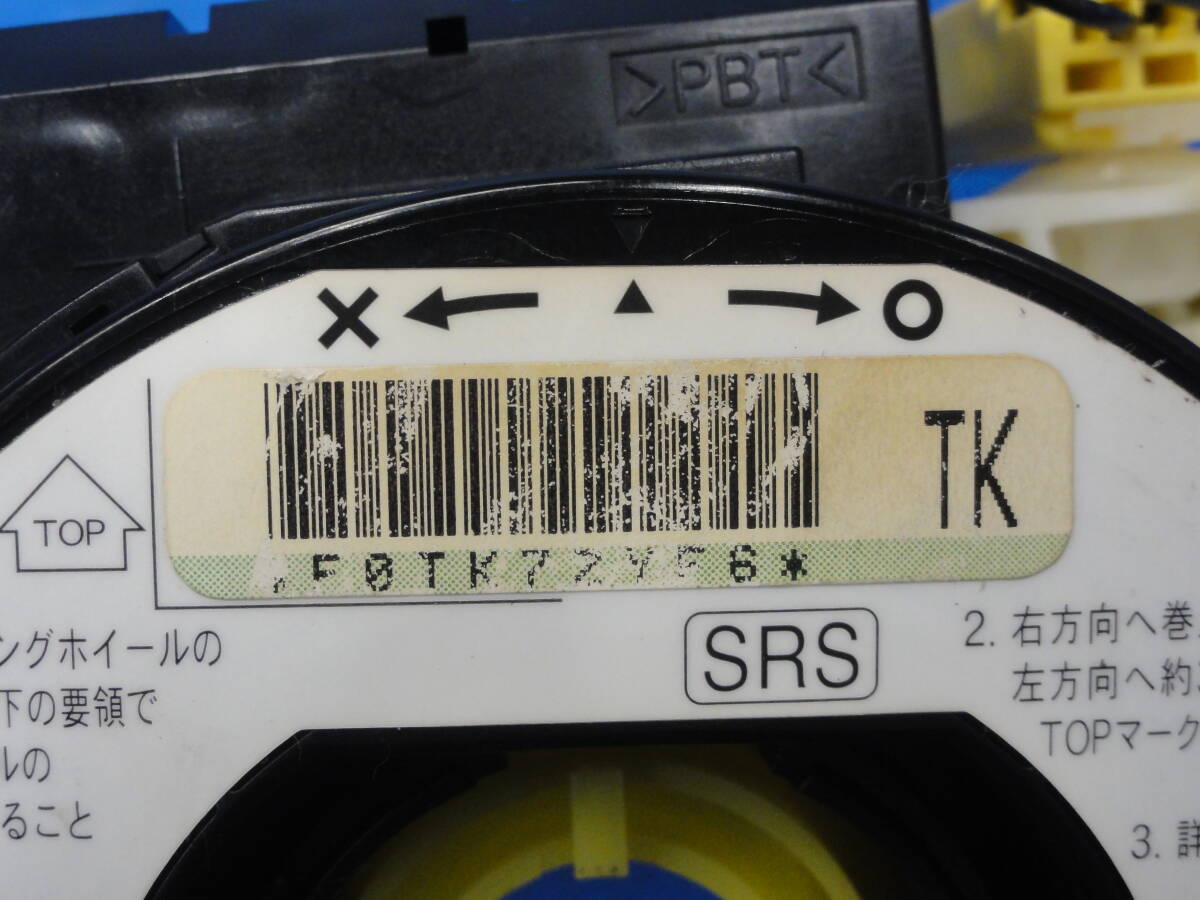 >PBT<
× ← ▲ → ○
TK
TOP
SRS
ングホイールの
下の要領で
ルの
ること
2. 右方向へ巻
左方向へ約
TOPマーク
3. 詳